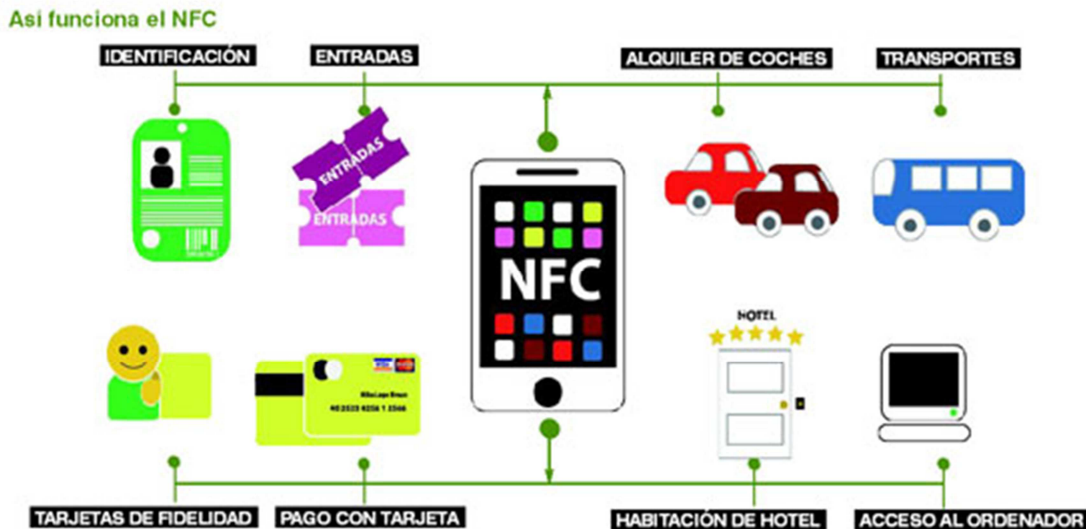 Así funciona el NFC
IDENTIFICACIÓN
ENTRADAS
ALQUILER DE COCHES
TRANSPORTES
ENTRADAS
ENTRADAS
NFC
HOTEL
TARJETAS DE FIDELIDAD
PAGO CON TARJETA
HABITACIÓN DE HOTEL
ACCESO AL ORDENADOR